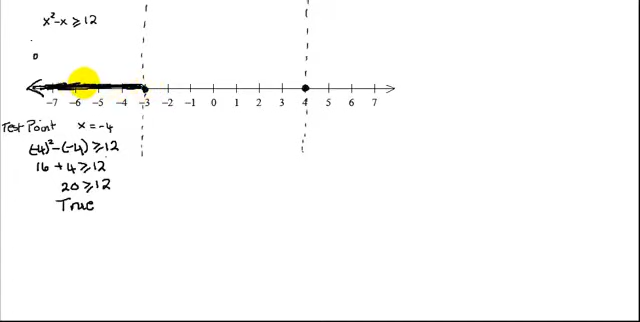 x² - x ≥ 12
-7 -6 -5 -4 -3 -2 -1 0 1 2 3 4 5 6 7
Test Point x = -4
(-4)² - (-4) ≥ 12
16 + 4 ≥ 12
20 ≥ 12
True